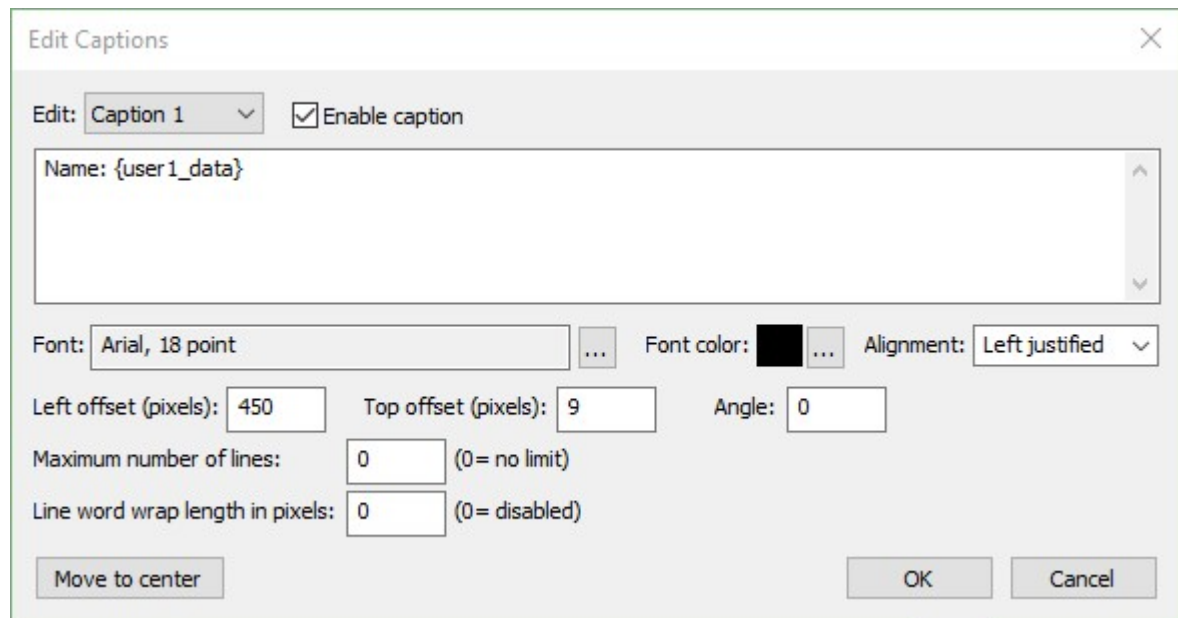 Edit Captions
Edit: Caption 1 Enable caption
Name: {user1_data}
Font: Arial, 18 point ... Font color: ... Alignment: Left justified
Left offset (pixels): 450 Top offset (pixels): 9 Angle: 0
Maximum number of lines: 0 (0= no limit)
Line word wrap length in pixels: 0 (0= disabled)
Move to center OK Cancel